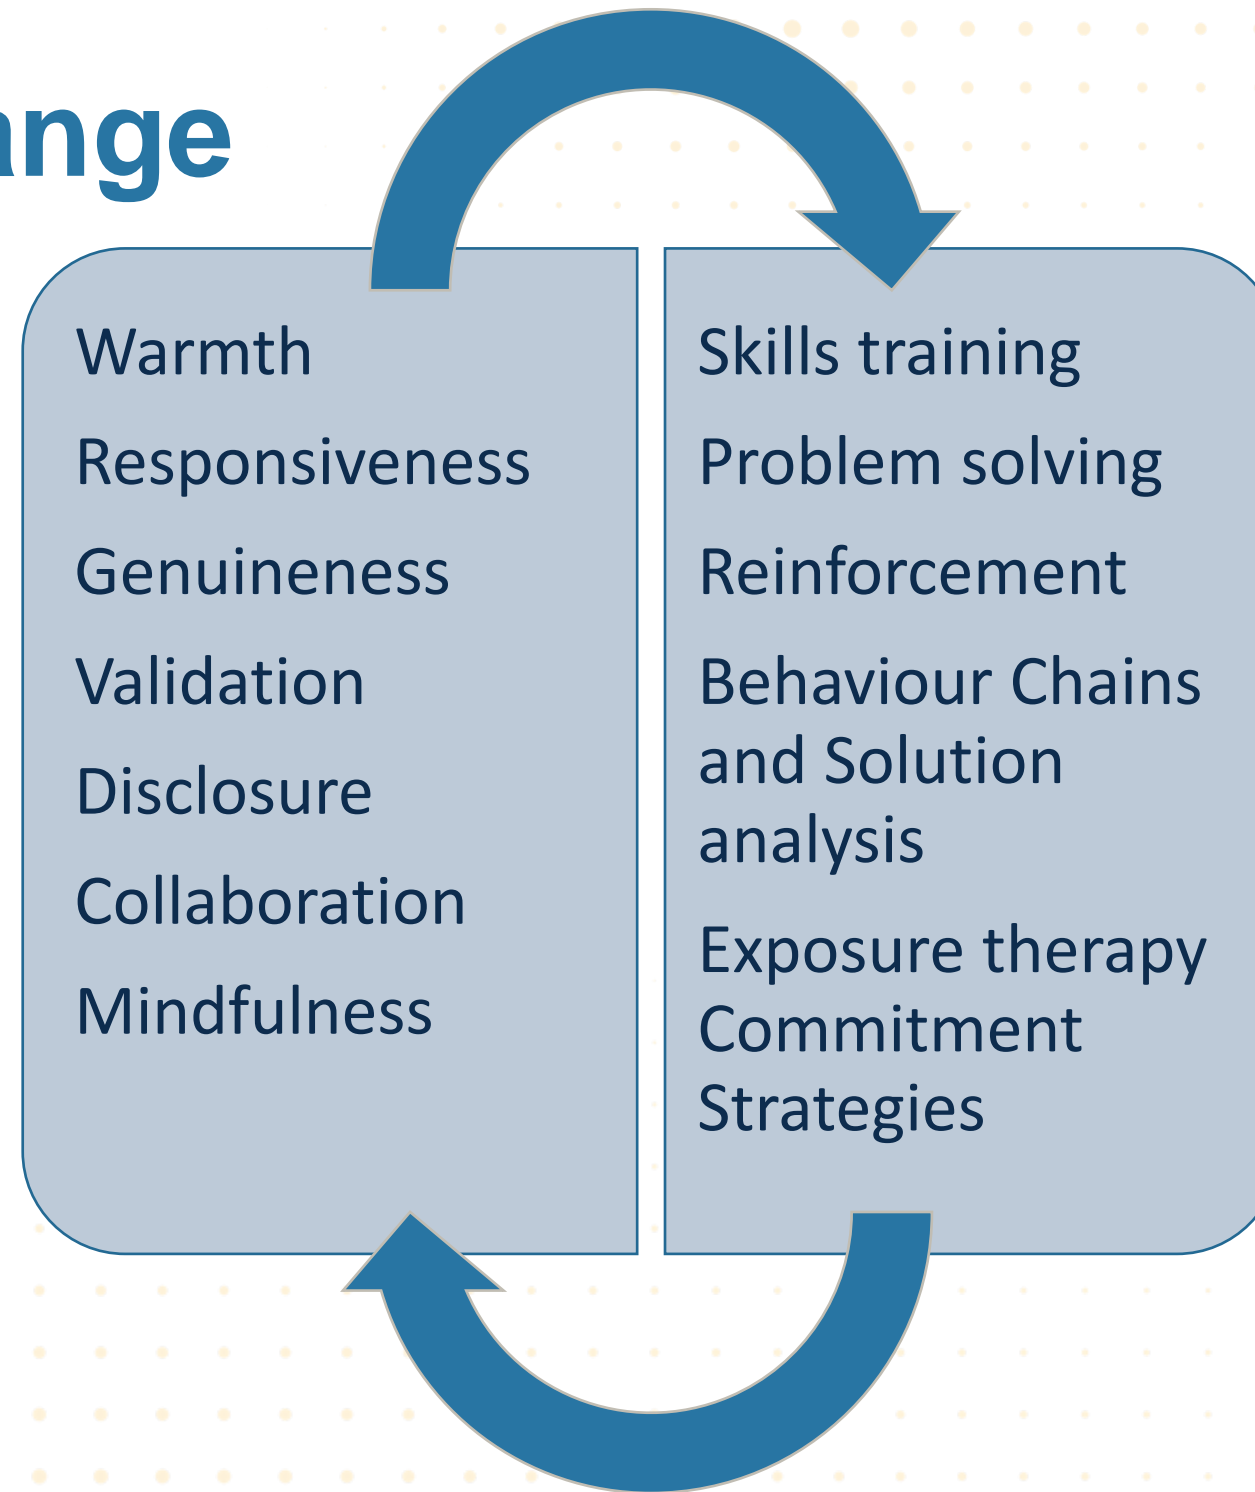 ange
Warmth
Responsiveness
Genuineness
Validation
Disclosure
Collaboration
Mindfulness
Skills training
Problem solving
Reinforcement
Behaviour Chains
and Solution
analysis
Exposure therapy
Commitment
Strategies